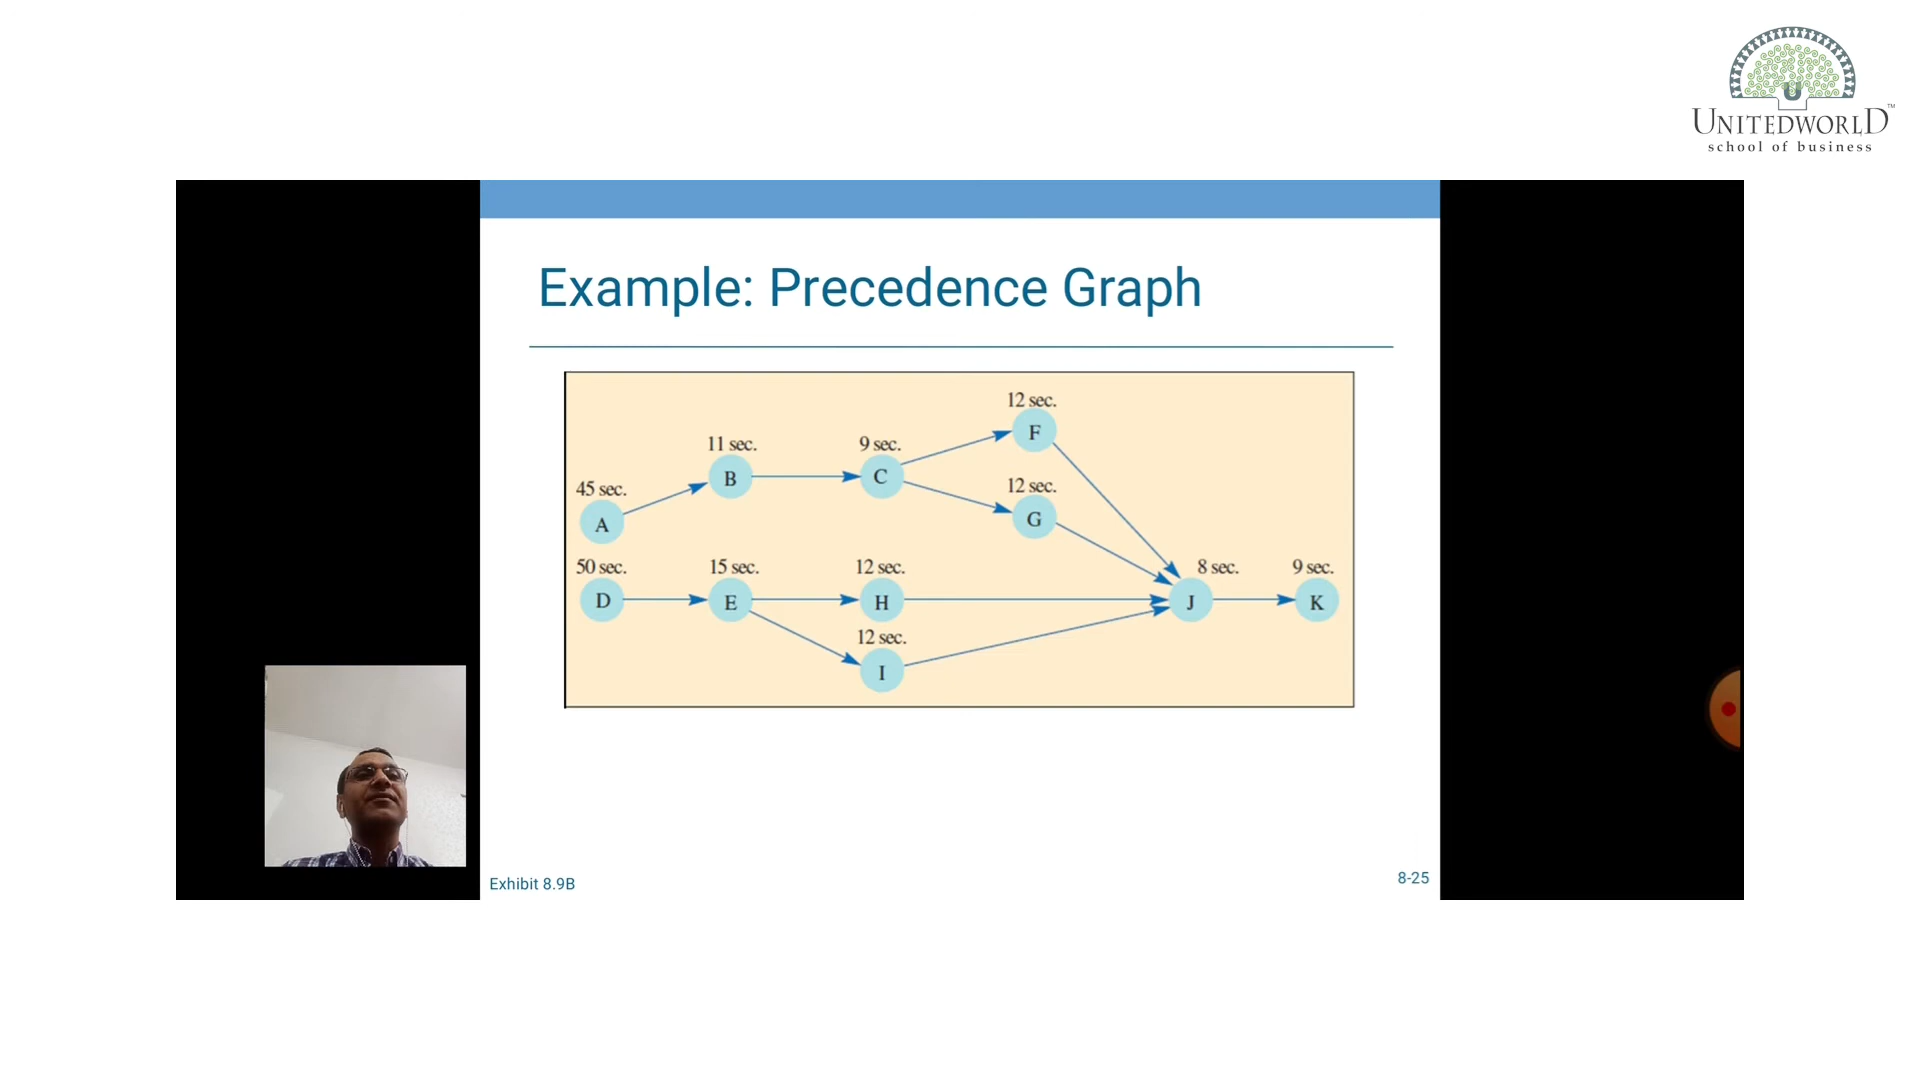 UNITEDWORLD™
school of business
Example: Precedence Graph
12 sec.
F
11 sec.
9 sec.
B
C
12 sec.
45 sec.
G
A
50 sec.
15 sec.
12 sec.
8 sec.
9 sec.
D
E
H
J
K
12 sec.
I
Exhibit 8.9B
8-25